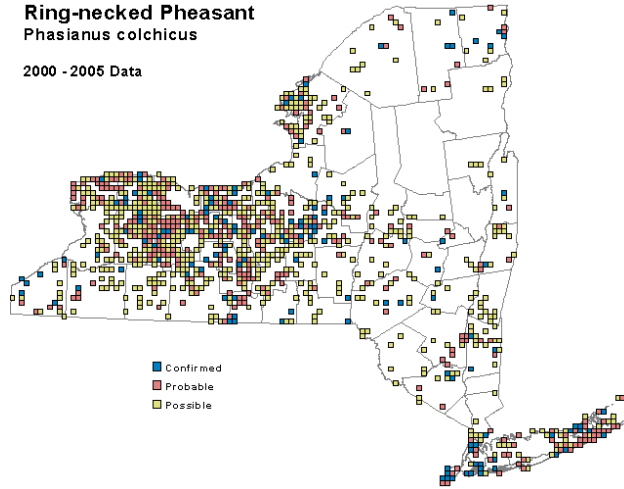 Ring-necked Pheasant
Phasianus colchicus
2000 - 2005 Data
Confirmed
Probable
Possible